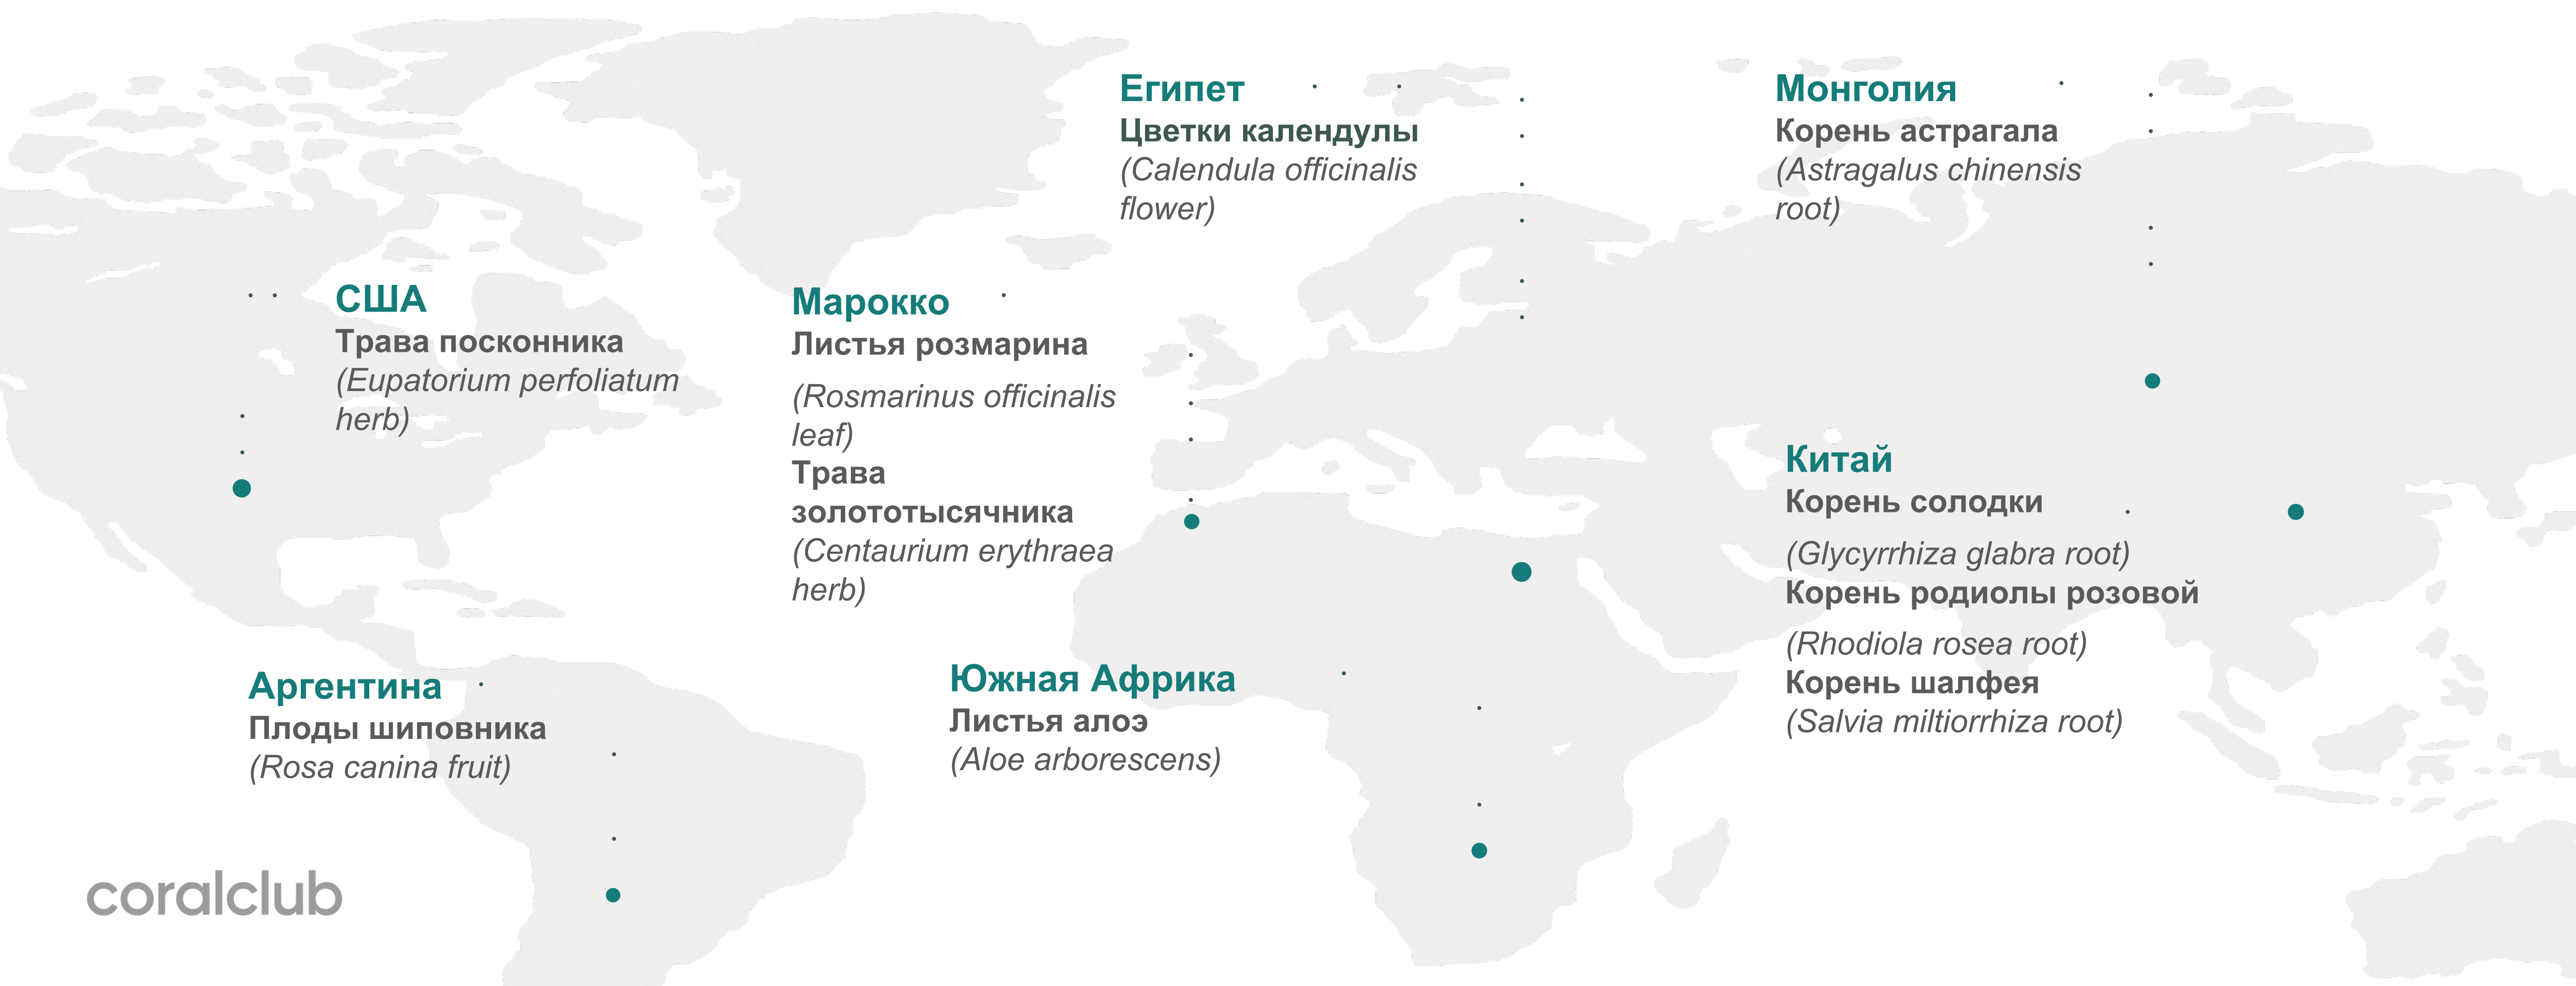 Египет
Цветки календулы
(Calendula officinalis
flower)
Монголия
Корень астрагала
(Astragalus chinensis
root)
США
Трава посконника
(Eupatorium perfoliatum
herb)
Марокко
Листья розмарина
(Rosmarinus officinalis
leaf)
Трава
золототысячника
(Centaurium erythraea
herb)
Китай
Корень солодки
(Glycyrrhiza glabra root)
Корень родиолы розовой
(Rhodiola rosea root)
Корень шалфея
(Salvia miltiorrhiza root)
Аргентина
Плоды шиповника
(Rosa canina fruit)
Южная Африка
Листья алоэ
(Aloe arborescens)
coralclub